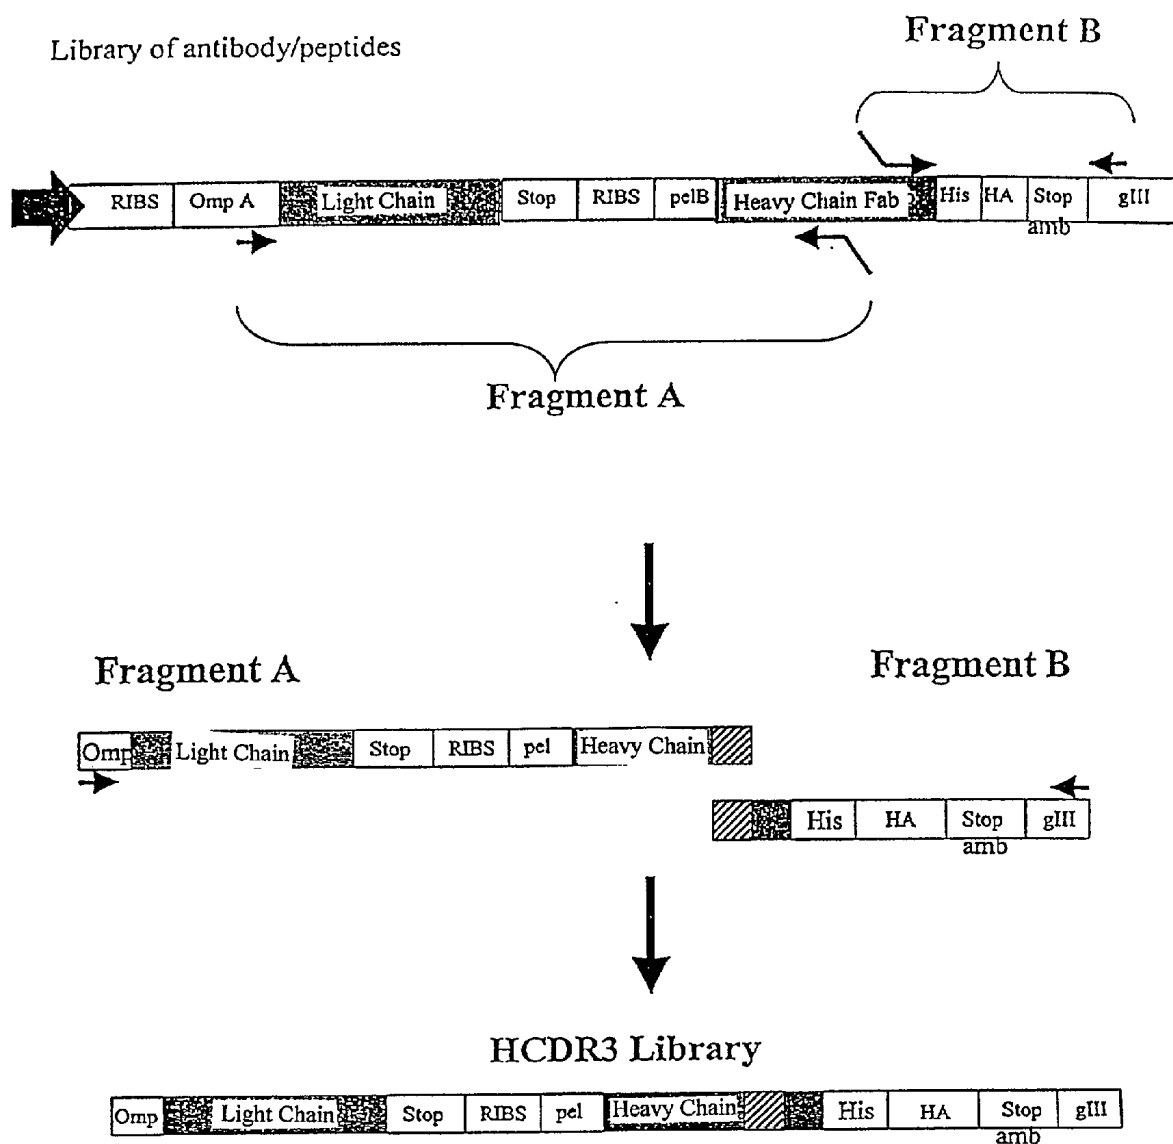 Library of antibody/peptides
Fragment B
RIBS Omp A Light Chain Stop RIBS pelB Heavy Chain Fab His HA Stop gIII
amb
Fragment A
Fragment A
Fragment B
Omp Light Chain Stop RIBS pel Heavy Chain
His HA Stop gIII
amb
HCDR3 Library
Omp Light Chain Stop RIBS pel Heavy Chain His HA Stop gIII
amb